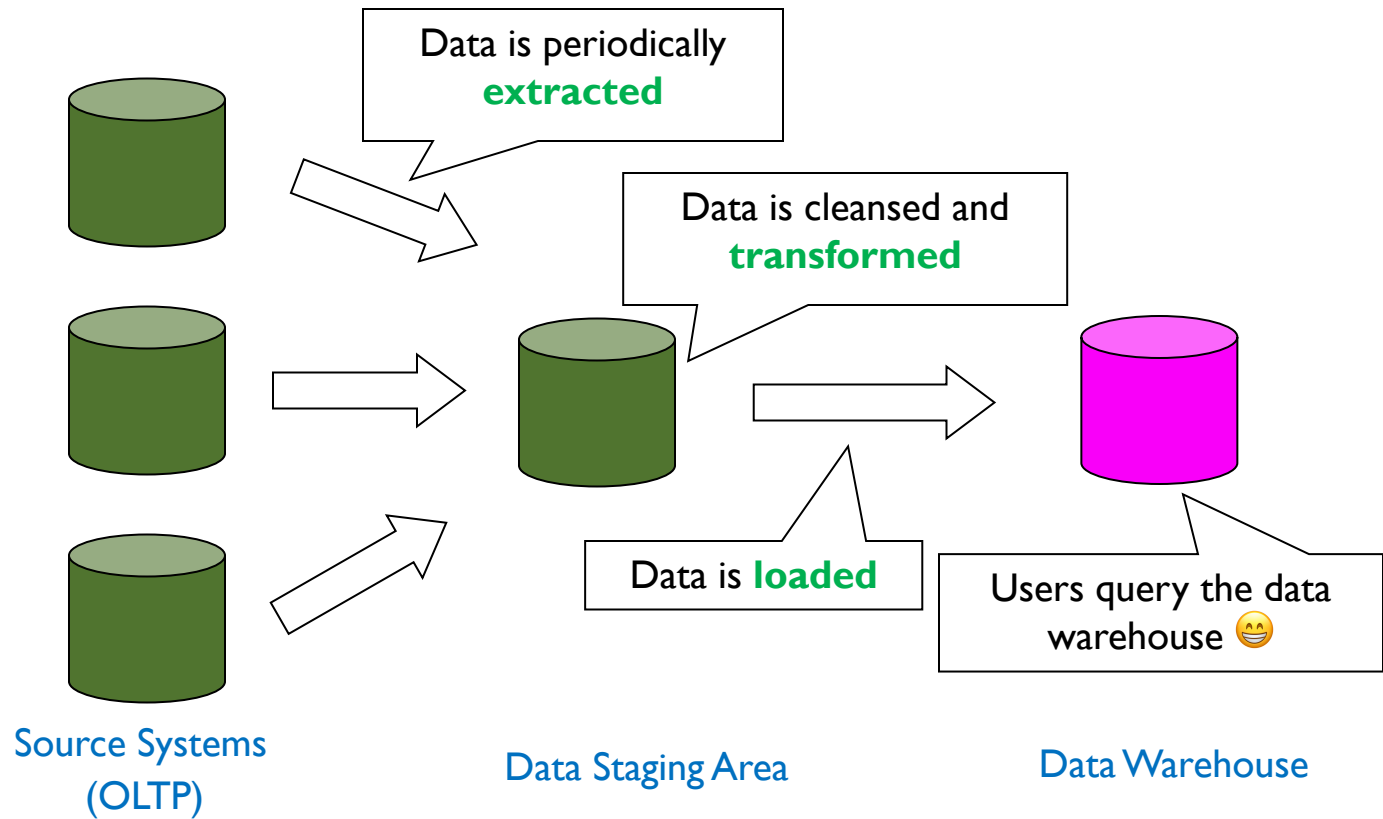 Data is periodically
extracted
Data is cleansed and
transformed
Data is loaded
Users query the data
warehouse 😁
Source Systems
(OLTP)
Data Staging Area
Data Warehouse